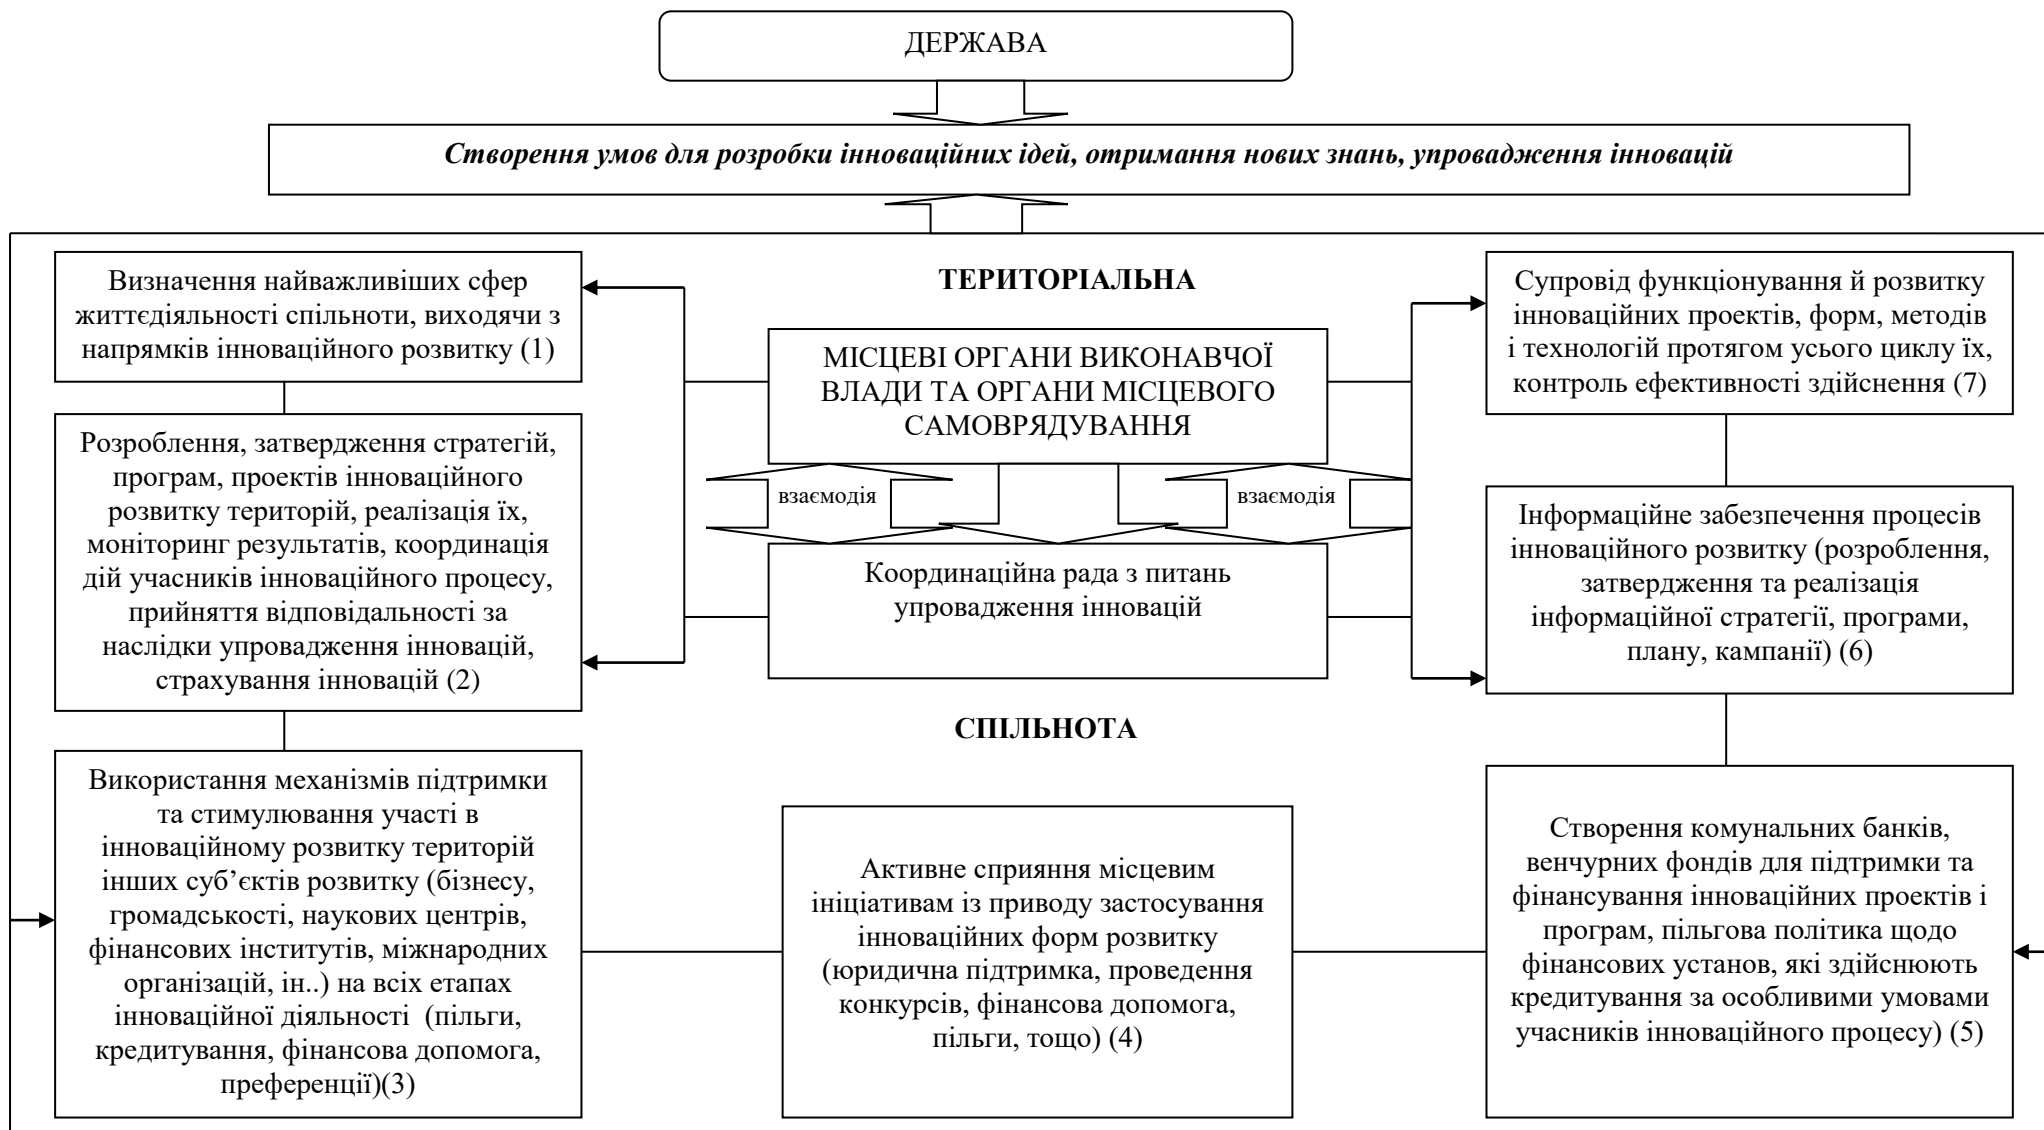 ДЕРЖАВА
Створення умов для розробки інноваційних ідей, отримання нових знань, упровадження інновацій
Визначення найважливіших сфер
життєдіяльності спільноти, виходячи з
напрямків інноваційного розвитку (1)
Розроблення, затвердження стратегій,
програм, проектів інноваційного
розвитку територій, реалізація їх,
моніторинг результатів, координація
дій учасників інноваційного процесу,
прийняття відповідальності за
наслідки упровадження інновацій,
страхування інновацій (2)
Використання механізмів підтримки
та стимулювання участі в
інноваційному розвитку територій
інших суб’єктів розвитку (бізнесу,
громадськості, наукових центрів,
фінансових інститутів, міжнародних
організацій, ін..) на всіх етапах
інноваційної діяльності (пільги,
кредитування, фінансова допомога,
преференції)(3)
ТЕРИТОРІАЛЬНА
МІСЦЕВІ ОРГАНИ ВИКОНАВЧОЇ
ВЛАДИ ТА ОРГАНИ МІСЦЕВОГО
САМОВРЯДУВАННЯ
взаємодія
взаємодія
Координаційна рада з питань
упровадження інновацій
СПІЛЬНОТА
Активне сприяння місцевим
ініціативам із приводу застосування
інноваційних форм розвитку
(юридична підтримка, проведення
конкурсів, фінансова допомога,
пільги, тощо) (4)
Супровід функціонування й розвитку
інноваційних проектів, форм, методів
і технологій протягом усього циклу їх,
контроль ефективності здійснення (7)
Інформаційне забезпечення процесів
інноваційного розвитку (розроблення,
затвердження та реалізація
інформаційної стратегії, програми,
плану, кампанії) (6)
Створення комунальних банків,
венчурних фондів для підтримки та
фінансування інноваційних проектів і
програм, пільгова політика щодо
фінансових установ, які здійснюють
кредитування за особливими умовами
учасників інноваційного процесу) (5)